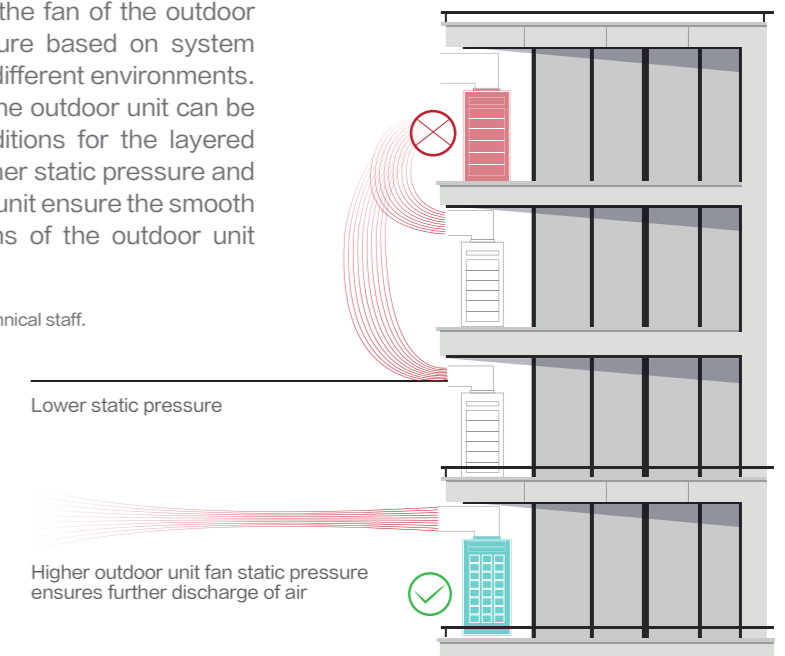 the fan of the outdoor
ure based on system
different environments.
he outdoor unit can be
ditions for the layered
her static pressure and
unit ensure the smooth
ns of the outdoor unit
nnical staff.
Lower static pressure
Higher outdoor unit fan static pressure
ensures further discharge of air